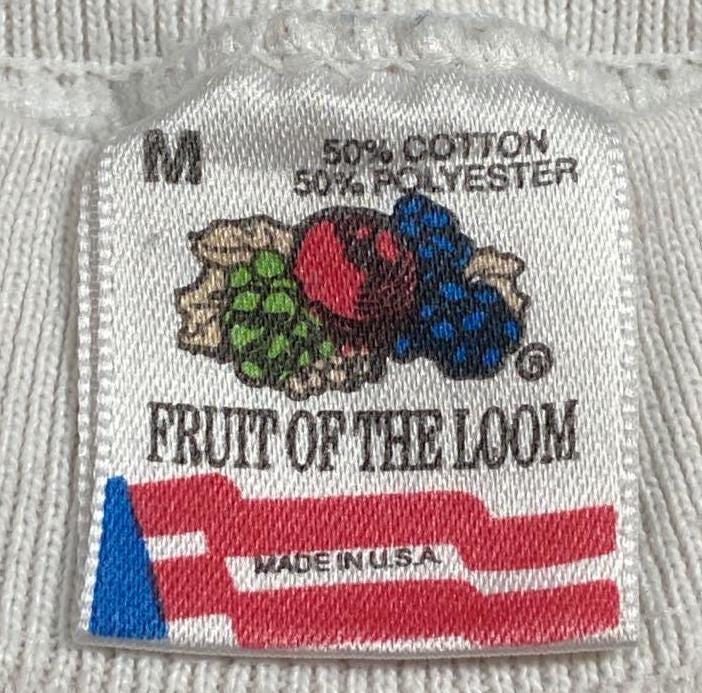 M
50% COTTON
50% POLYESTER
®
FRUIT OF THE LOOM
MADE IN U.S.A.